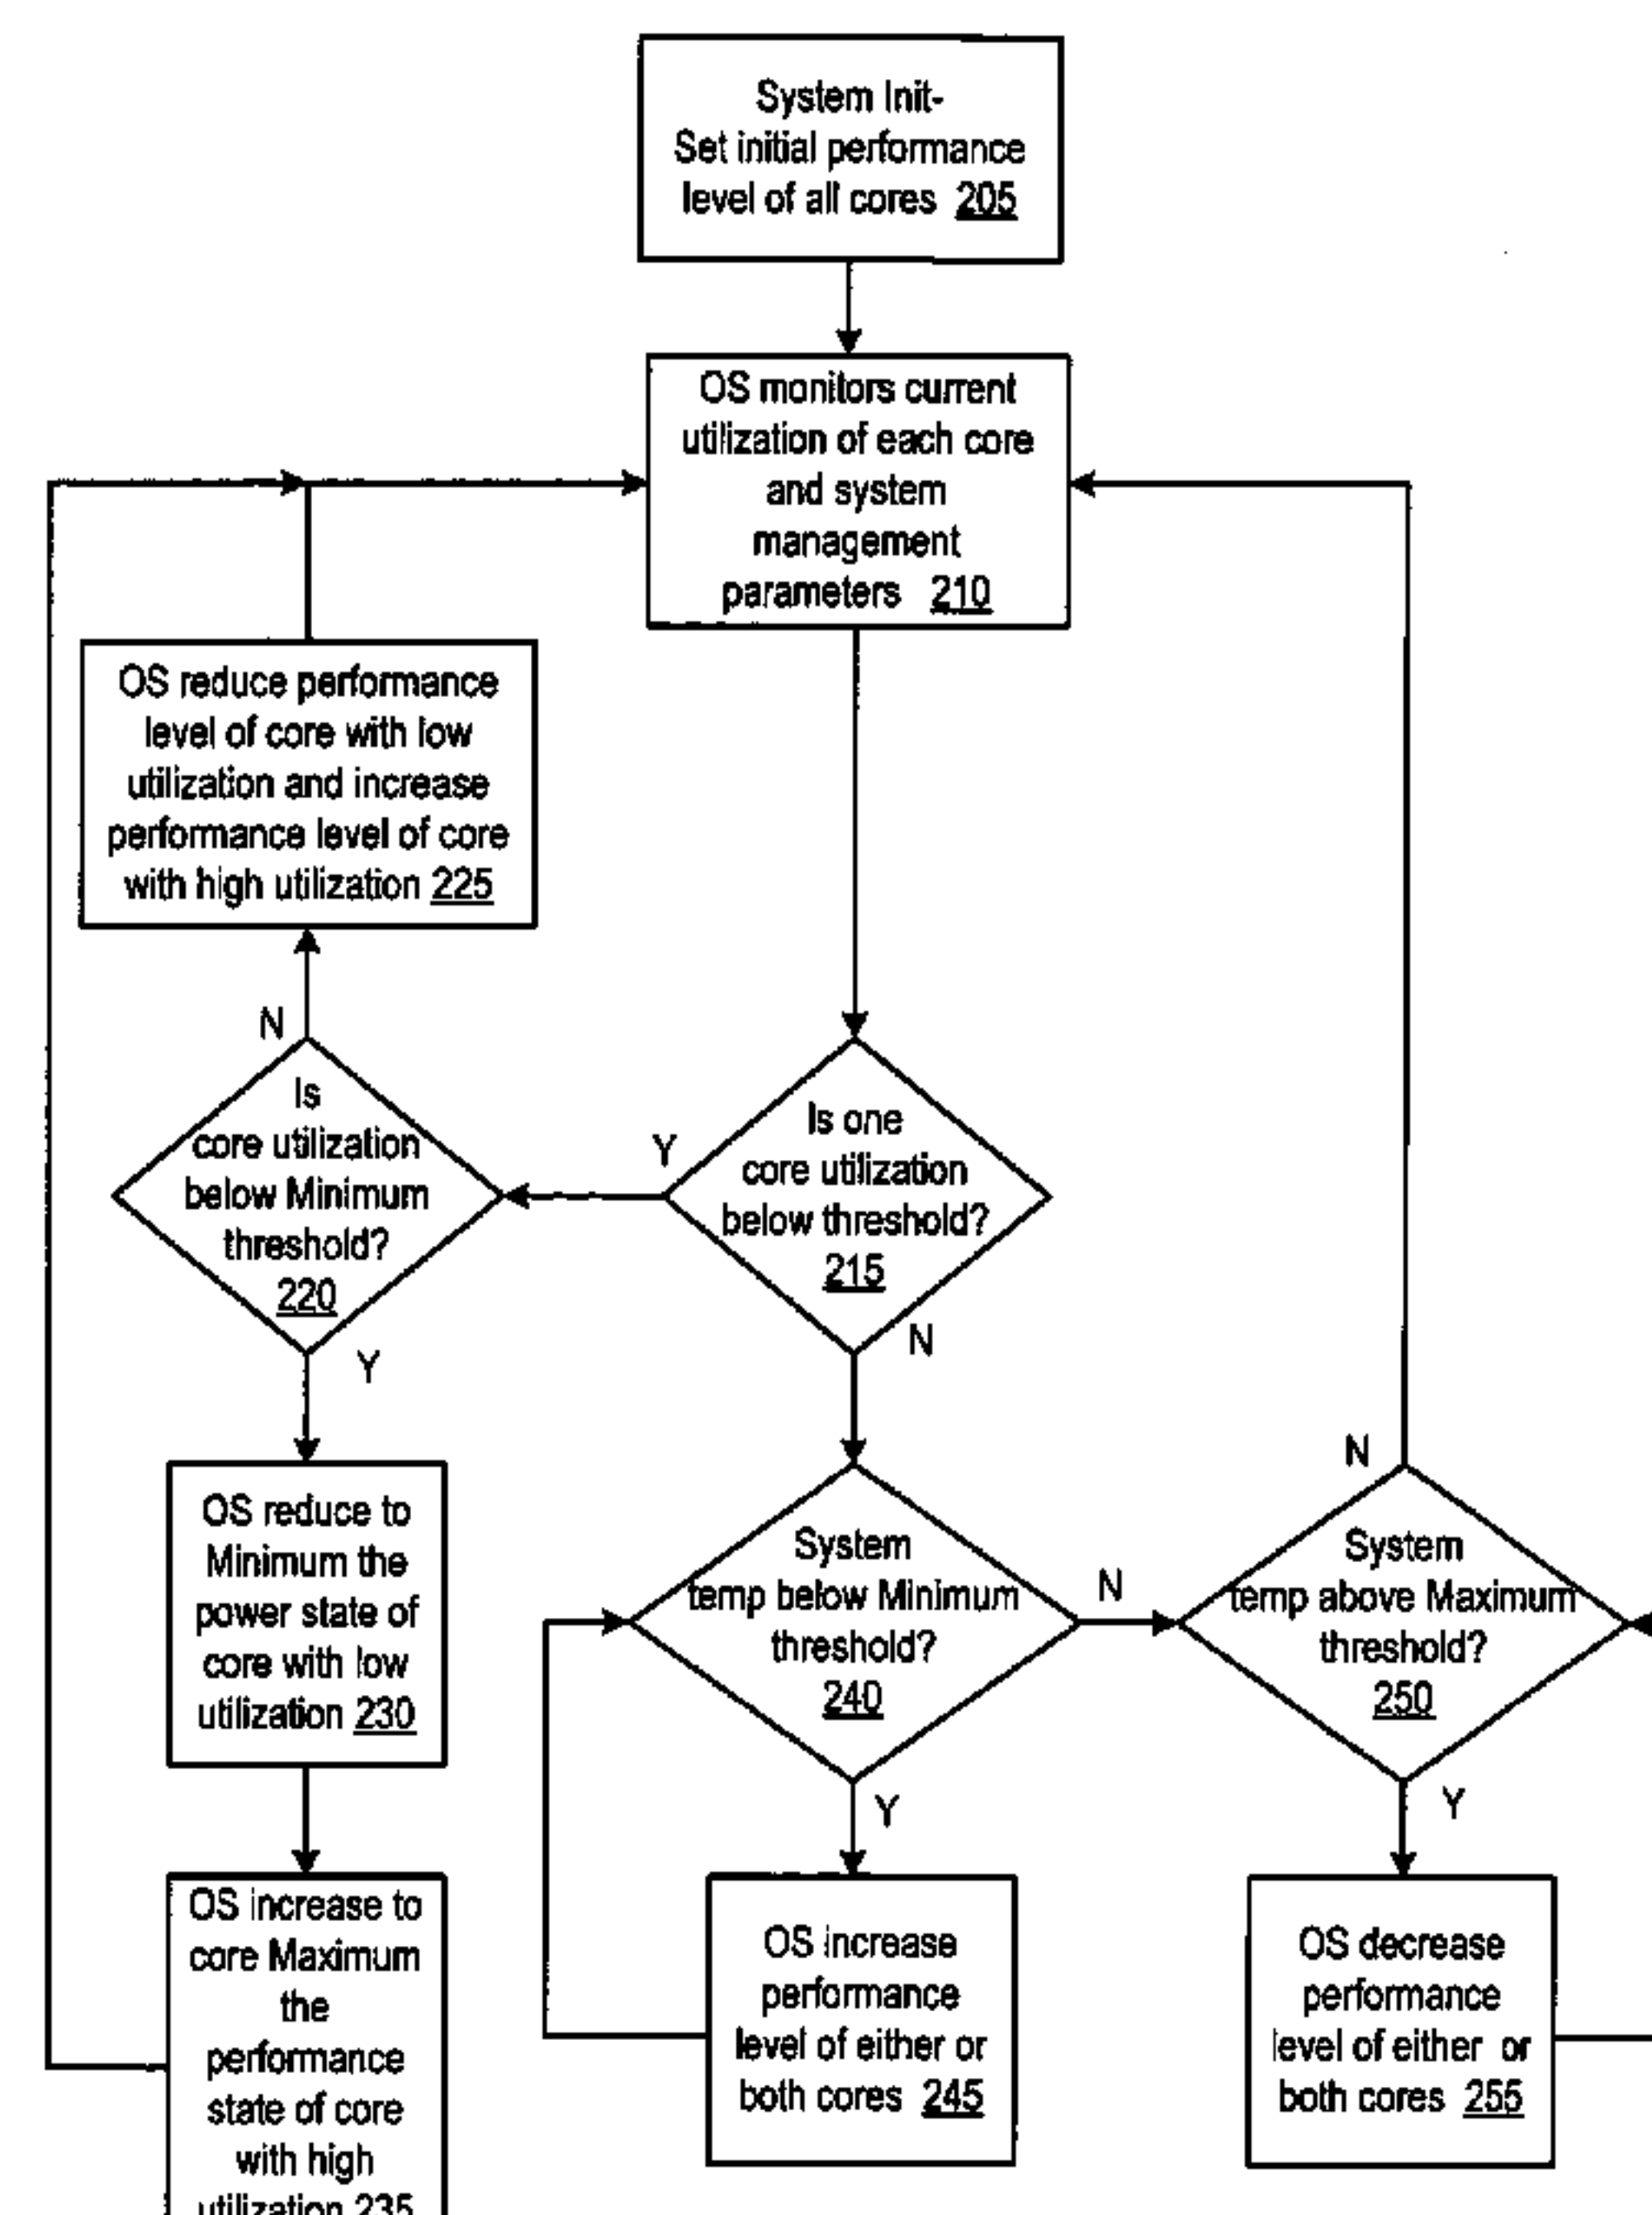 System Init-
Set initial performance
level of all cores 205
OS monitors current
utilization of each core
and system
management
parameters 210
OS reduce performance
level of core with low
utilization and increase
performance level of core
with high utilization 225
N
Is
core utilization
below Minimum
threshold?
220
Y
Y
Is one
core utilization
below threshold?
215
N
OS reduce to
Minimum the
power state of
core with low
utilization 230
System
temp below Minimum
threshold?
240
N
Y
N
System
temp above Maximum
threshold?
250
Y
OS increase to
core Maximum
the
performance
state of core
with high
utilization 235
OS increase
performance
level of either or
both cores 245
OS decrease
performance
level of either or
both cores 255